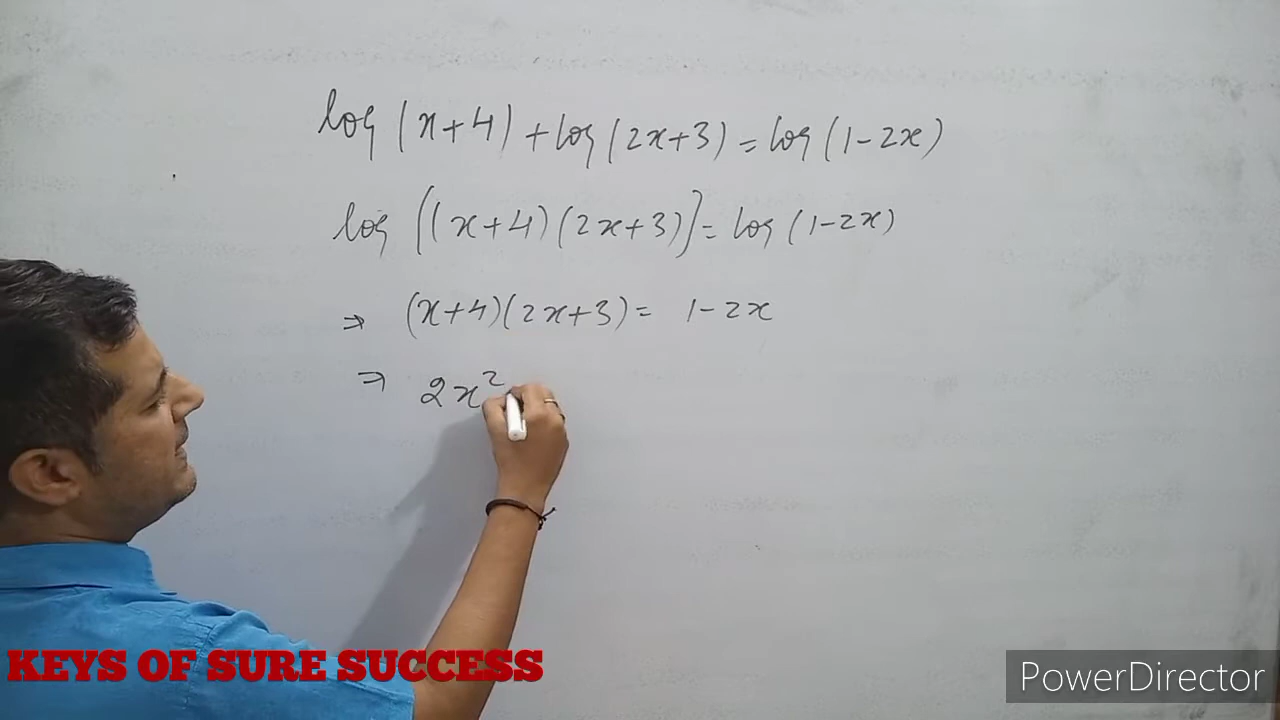 log (x+4) + log (2x+3) = log (1-2x)
log [(x+4)(2x+3)] = log (1-2x)
⇒ (x+4)(2x+3) = 1-2x
⇒ 2x²
KEYS OF SURE SUCCESS
PowerDirector